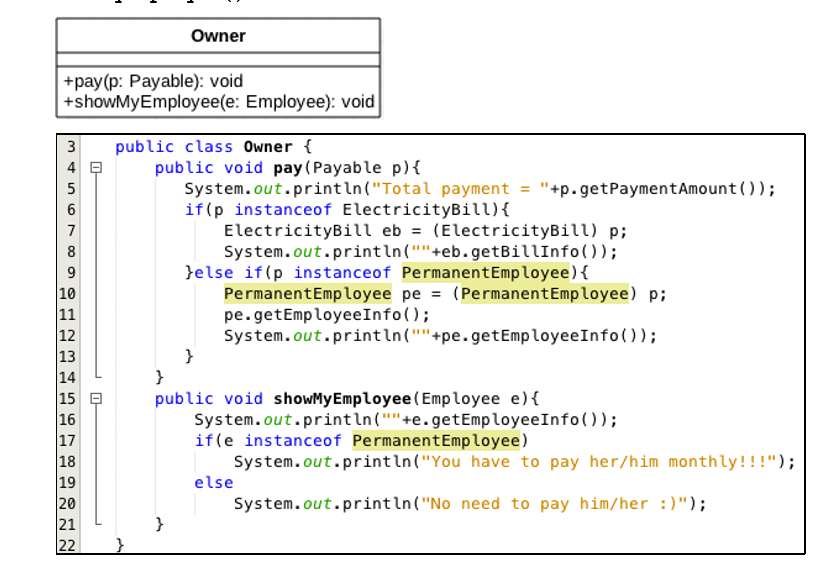 Owner
+pay(p: Payable): void
+showMyEmployee(e: Employee): void
3 public class Owner {
4 public void pay(Payable p){
5 System.out.println("Total payment = "+p.getPaymentAmount());
6 if(p instanceof ElectricityBill){
7 ElectricityBill eb = (ElectricityBill) p;
8 System.out.println(""+eb.getBillInfo());
9 }else if(p instanceof PermanentEmployee){
10 PermanentEmployee pe = (PermanentEmployee) p;
11 pe.getEmployeeInfo();
12 System.out.println(""+pe.getEmployeeInfo());
13 }
14 }
15 public void showMyEmployee(Employee e){
16 System.out.println(""+e.getEmployeeInfo());
17 if(e instanceof PermanentEmployee)
18 System.out.println("You have to pay her/him monthly!!!");
19 else
20 System.out.println("No need to pay him/her :)");
21 }
22 }